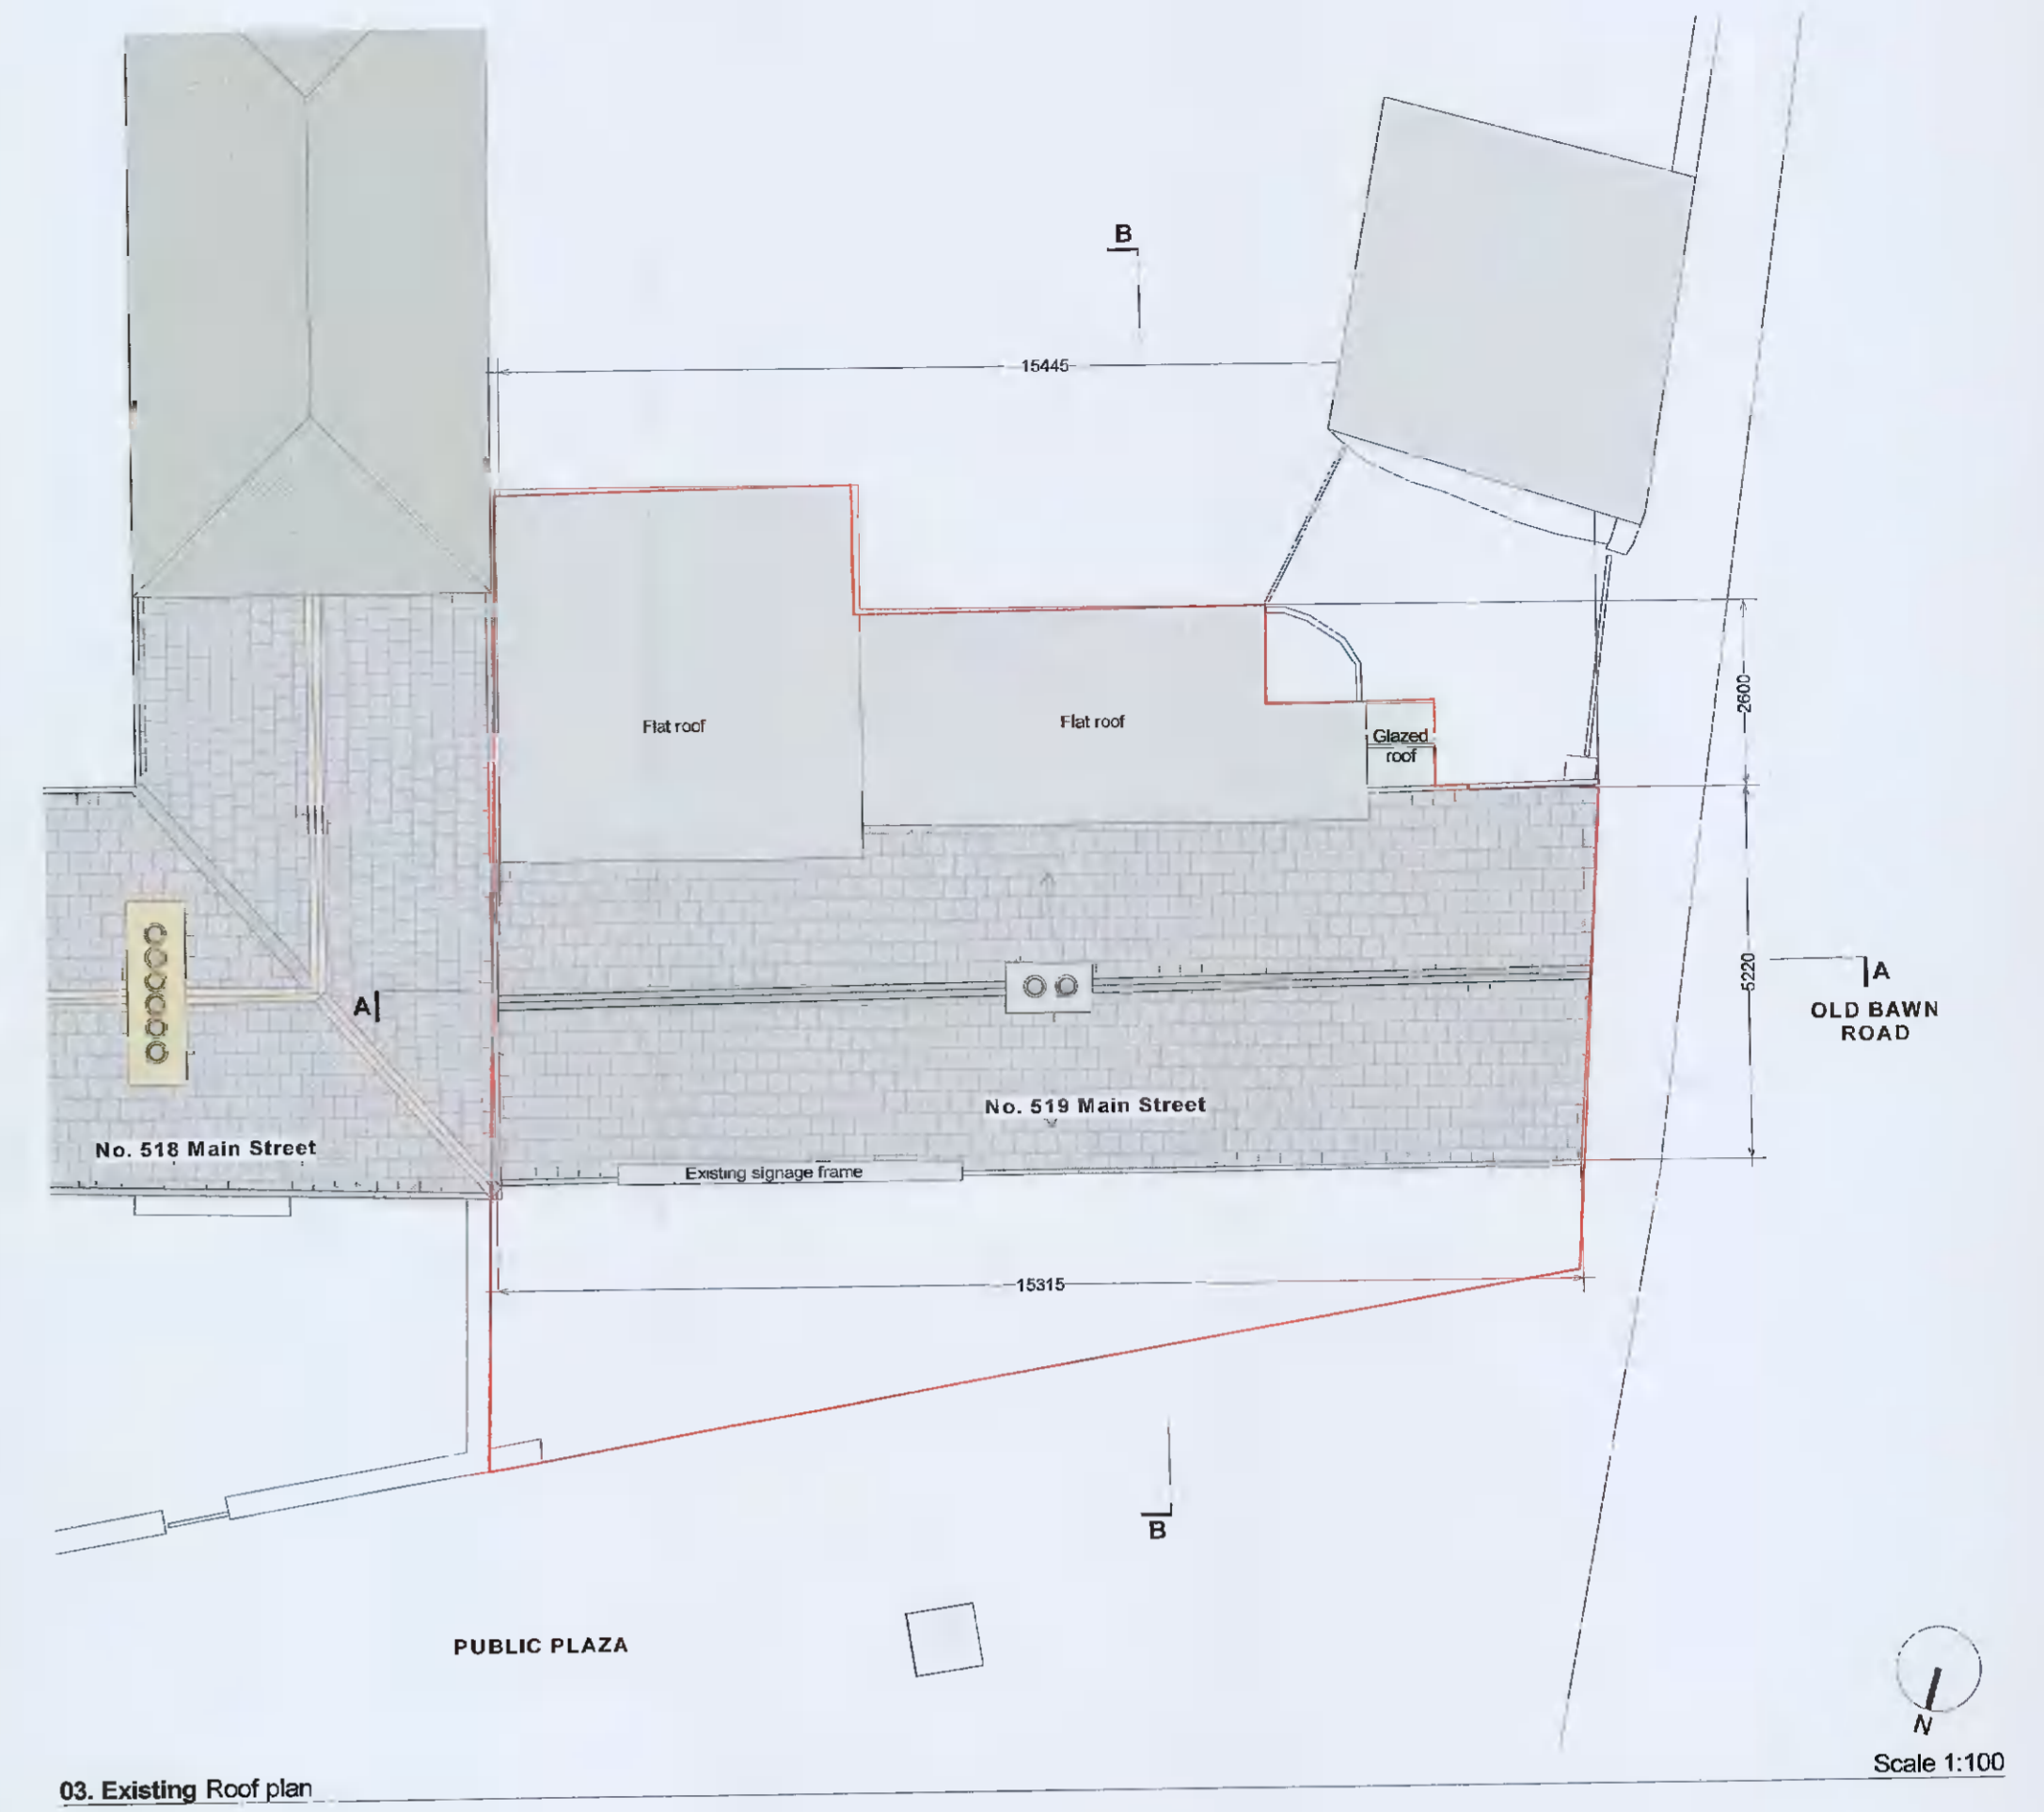 B
15445
2600
Flat roof
Flat roof
Glazed
roof
5220
A
A
OLD BAWN
ROAD
No. 519 Main Street
No. 518 Main Street
Existing signage frame
15315
B
PUBLIC PLAZA
N
Scale 1:100
03. Existing Roof plan